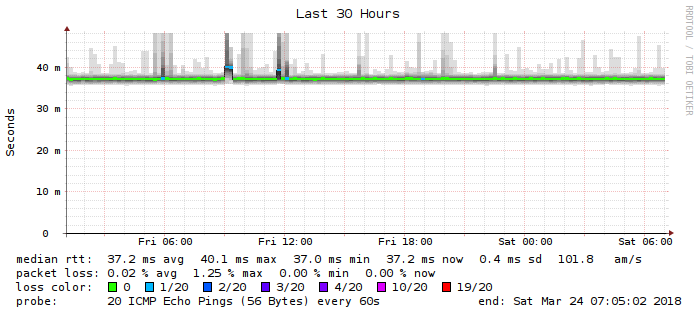 Last 30 Hours
RRDTOOL / TOBI OETIKER
Seconds
40 m
30 m
20 m
10 m
0
Fri 06:00 Fri 12:00 Fri 18:00 Sat 00:00 Sat 06:00
median rtt: 37.2 ms avg 40.1 ms max 37.0 ms min 37.2 ms now 0.4 ms sd 101.8 am/s
packet loss: 0.02 % avg 1.25 % max 0.00 % min 0.00 % now
loss color: 0 1/20 2/20 3/20 4/20 10/20 19/20
probe: 20 ICMP Echo Pings (56 Bytes) every 60s end: Sat Mar 24 07:05:02 2018